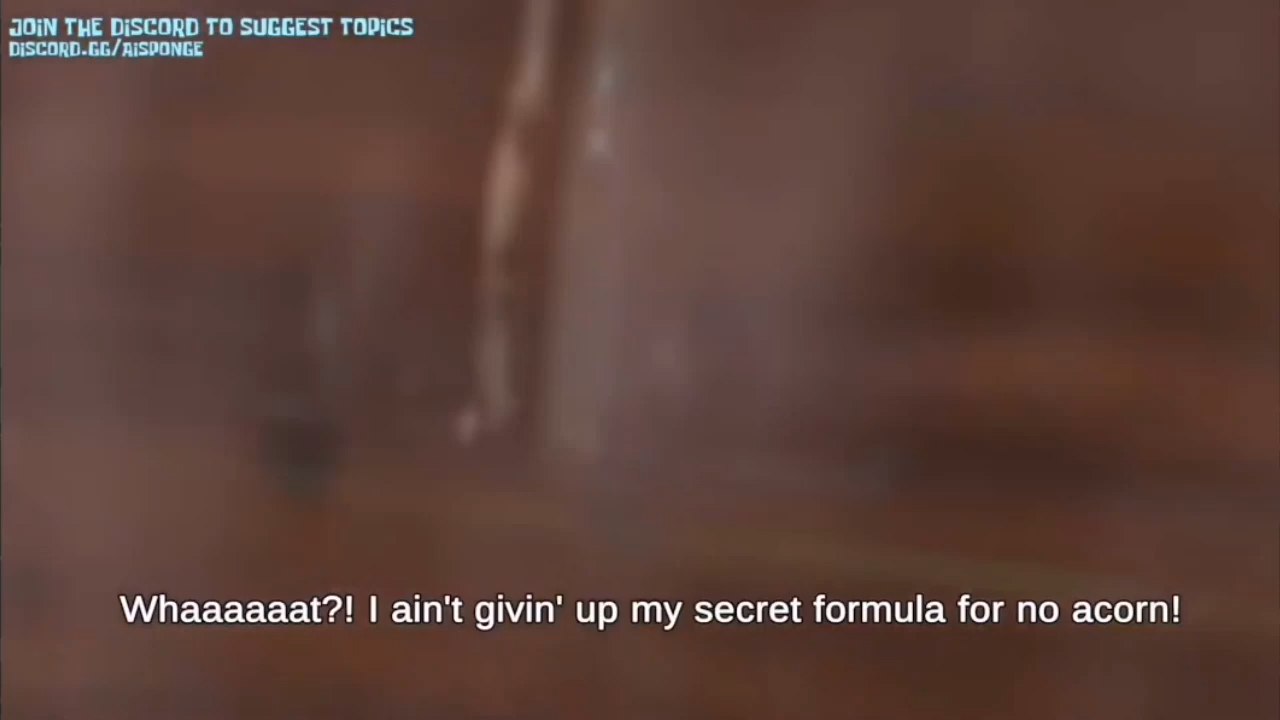 JOIN THE DISCORD TO SUGGEST TOPICS
DISCORD.GG/AISPONGE
Whaaaaaat?! I ain't givin' up my secret formula for no acorn!